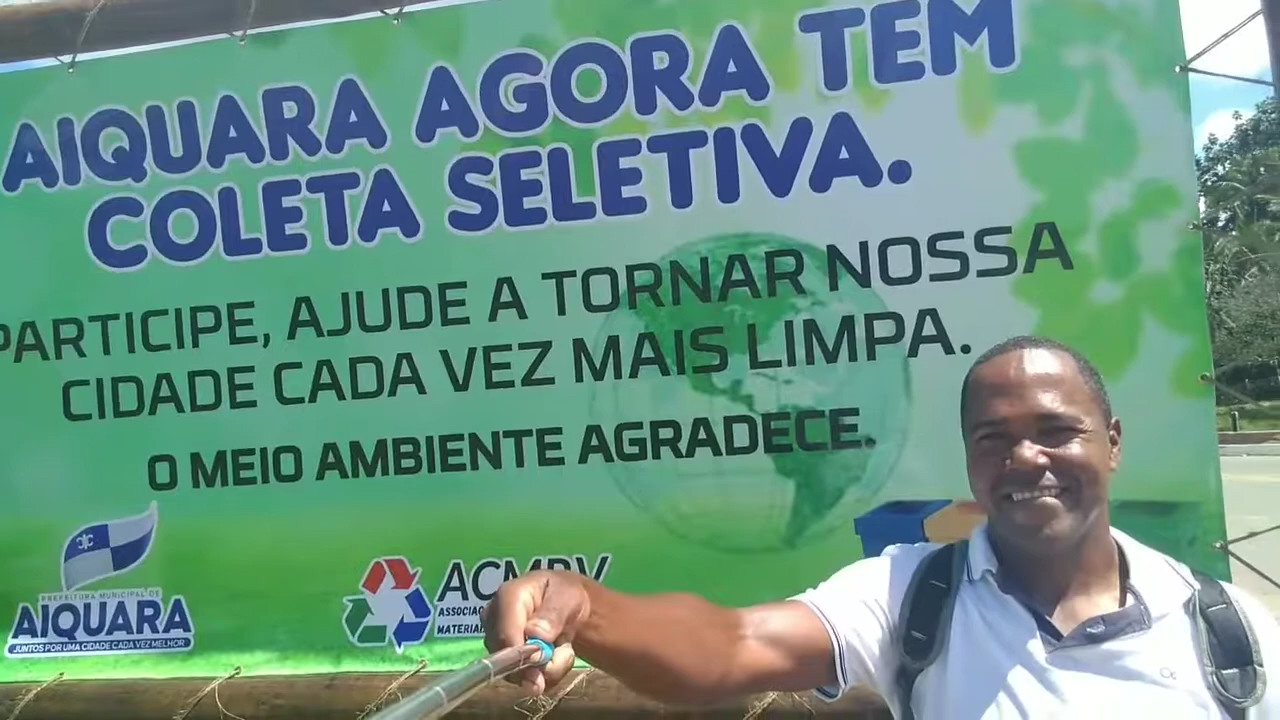 AIQUARA AGORA TEM
COLETA SELETIVA.
PARTICIPE, AJUDE A TORNAR NOSSA
CIDADE CADA VEZ MAIS LIMPA.
O MEIO AMBIENTE AGRADECE.
PREFEITURA MUNICIPAL DE
AIQUARA
JUNTOS POR UMA CIDADE CADA VEZ MELHOR
ACMRV